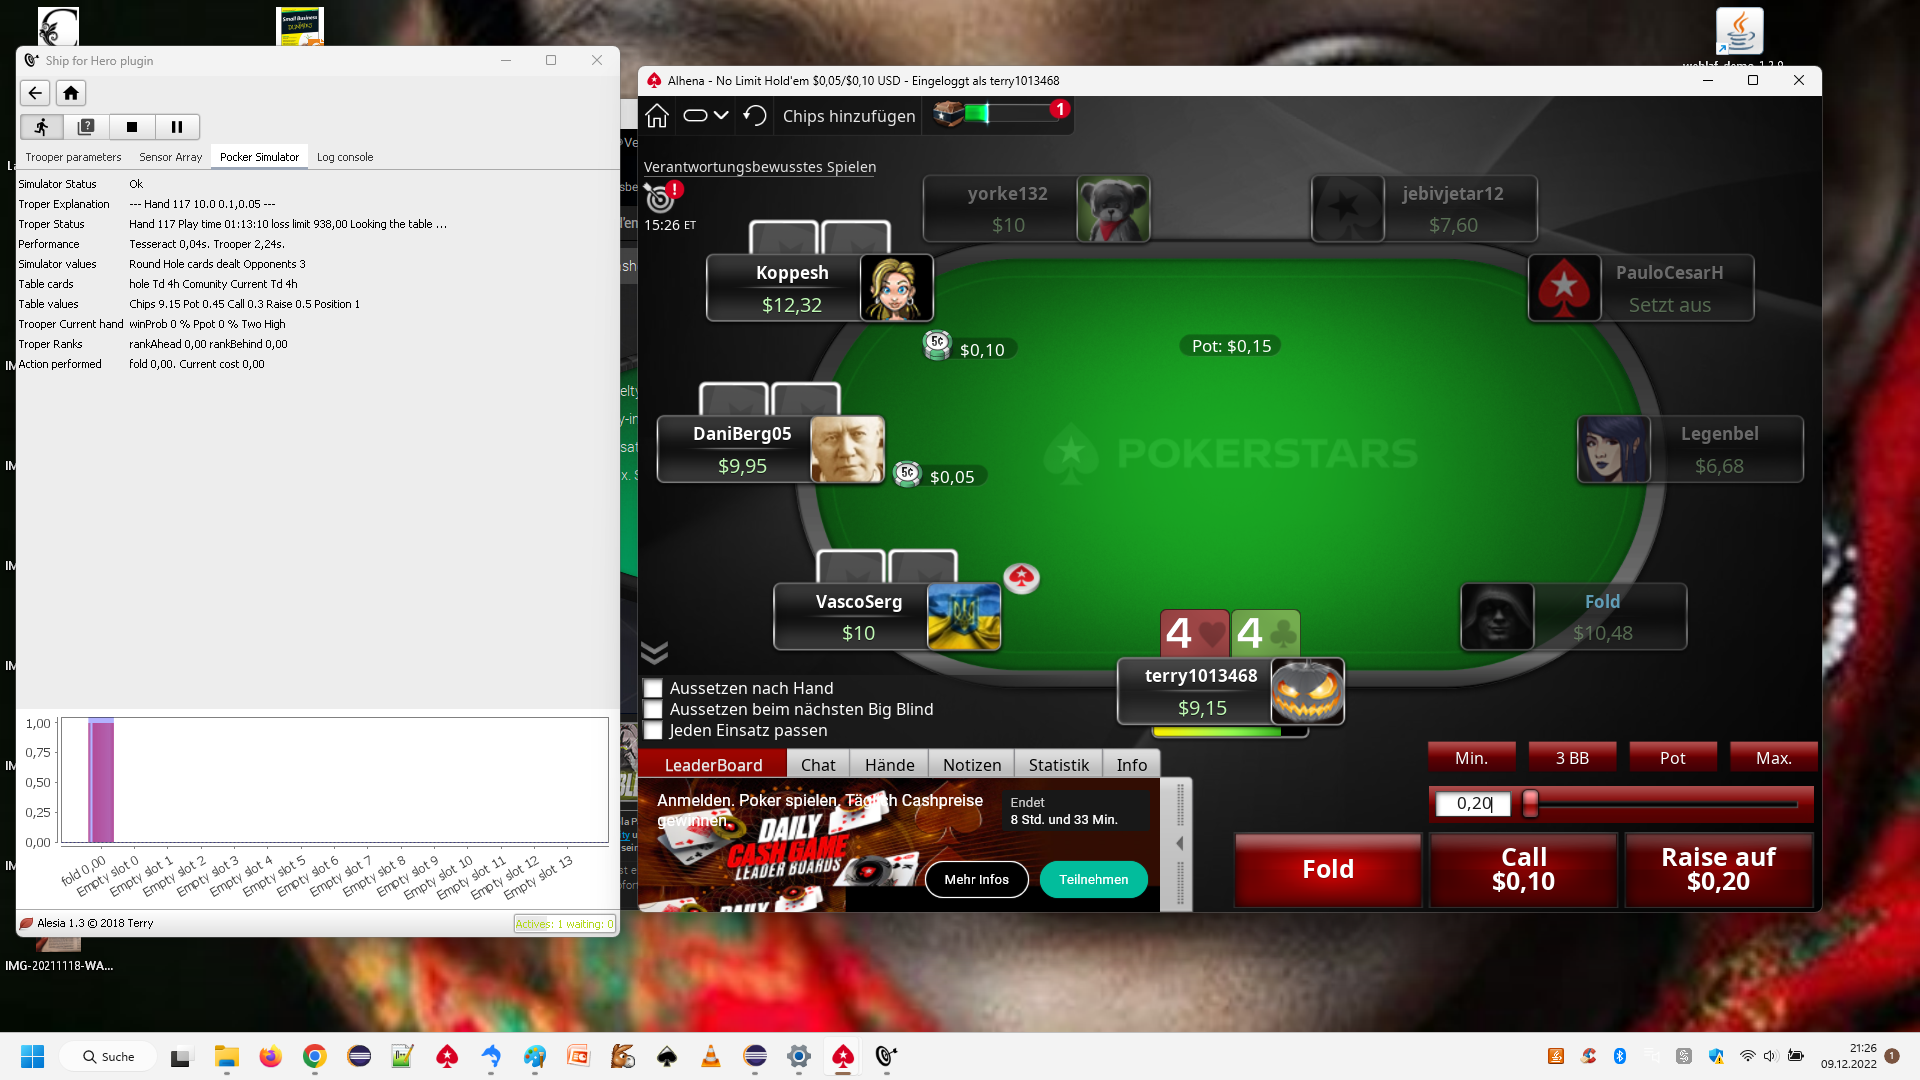 Ship for Hero plugin
Trooper parameters
Sensor Array
Pocker Simulator
Log console
Simulator Status Ok
Troper Explanation --- Hand 117 10.0 0.1,0.05 ---
Troper Status Hand 117 Play time 01:13:10 loss limit 938,00 Looking the table ...
Performance Tesseract 0,04s. Trooper 2,24s.
Simulator values Round Hole cards dealt Opponents 3
Table cards hole Td 4h Comunity Current Td 4h
Table values Chips 9.15 Pot 0.45 Call 0.3 Raise 0.5 Position 1
Trooper Current hand winProb 0 % Ppot 0 % Two High
Troper Ranks rankAhead 0,00 rankBehind 0,00
Action performed fold 0,00. Current cost 0,00
1,00
0,75
0,50
0,25
0,00
fold 0,00
Empty slot 0
Empty slot 1
Empty slot 2
Empty slot 3
Empty slot 4
Empty slot 5
Empty slot 6
Empty slot 7
Empty slot 8
Empty slot 9
Empty slot 10
Empty slot 11
Empty slot 12
Empty slot 13
Alesia 1.3 © 2018 Terry
Actives: 1 waiting: 0
IMG-20211118-WA...
Small Business
DUMMIES
Alhena - No Limit Hold'em $0,05/$0,10 USD - Eingeloggt als terry1013468
Chips hinzufügen
1
Verantwortungsbewusstes Spielen
15:26 ET
yorke132
$10
jebivjetar12
$7,60
Koppesh
$12,32
PauloCesarH
Setzt aus
5¢ $0,10
Pot: $0,15
DaniBerg05
$9,95
5¢ $0,05
POKERSTARS
Legenbel
$6,68
VascoSerg
$10
Fold
$10,48
4 4
terry1013468
$9,15
Aussetzen nach Hand
Aussetzen beim nächsten Big Blind
Jeden Einsatz passen
LeaderBoard
Chat
Hände
Notizen
Statistik
Info
Anmelden. Poker spielen. Täglich Cashpreise
gewinnen
Endet
8 Std. und 33 Min.
DAILY
CASH GAME
LEADER BOARDS
DAILY
Mehr Infos
Teilnehmen
Min.
3 BB
Pot
Max.
0,20
Fold
Call
$0,10
Raise auf
$0,20
Suche
21:26
09.12.2022
1